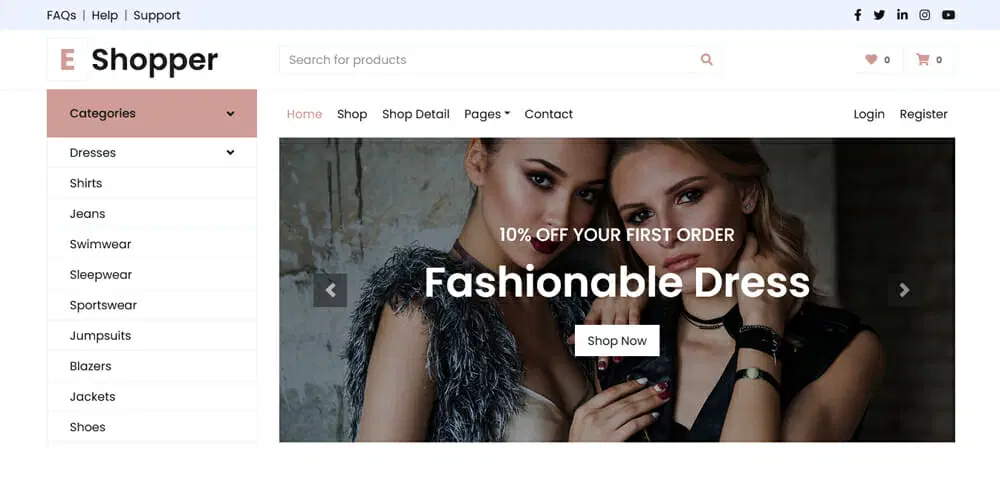 FAQs | Help | Support
E Shopper
Search for products
0 0
Categories
Home Shop Shop Detail Pages Contact Login Register
Dresses
Shirts
Jeans
Swimwear
Sleepwear
Sportswear
Jumpsuits
Blazers
Jackets
Shoes
10% OFF YOUR FIRST ORDER
Fashionable Dress
Shop Now